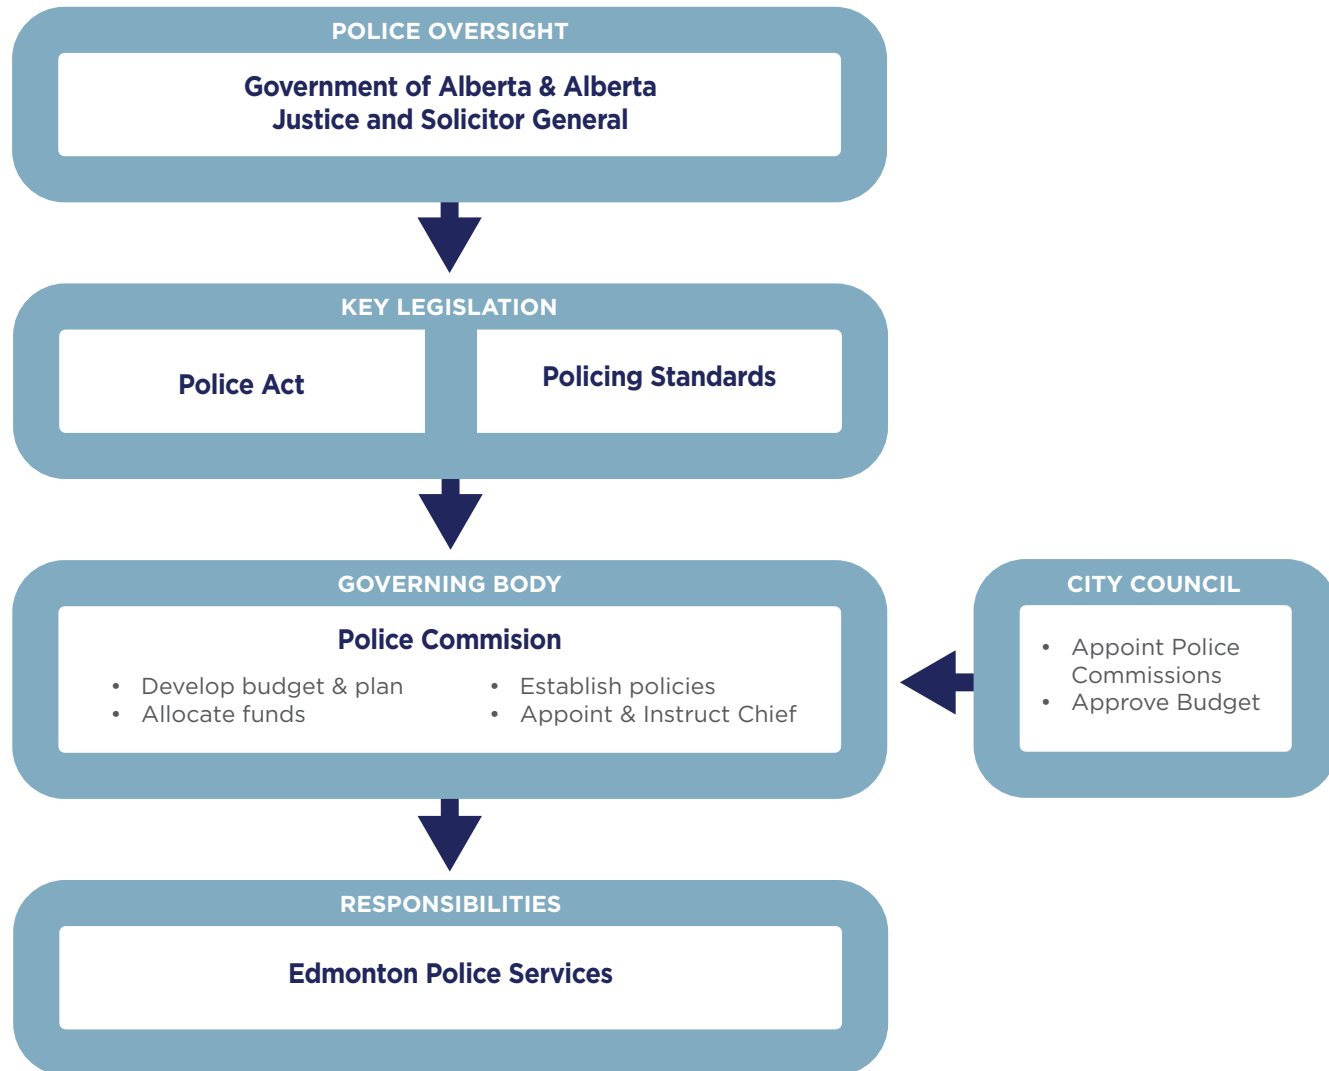 POLICE OVERSIGHT
Government of Alberta & Alberta
Justice and Solicitor General
KEY LEGISLATION
Police Act
Policing Standards
GOVERNING BODY
Police Commision
• Develop budget & plan
• Allocate funds
• Establish policies
• Appoint & Instruct Chief
CITY COUNCIL
• Appoint Police
Commissions
• Approve Budget
RESPONSIBILITIES
Edmonton Police Services